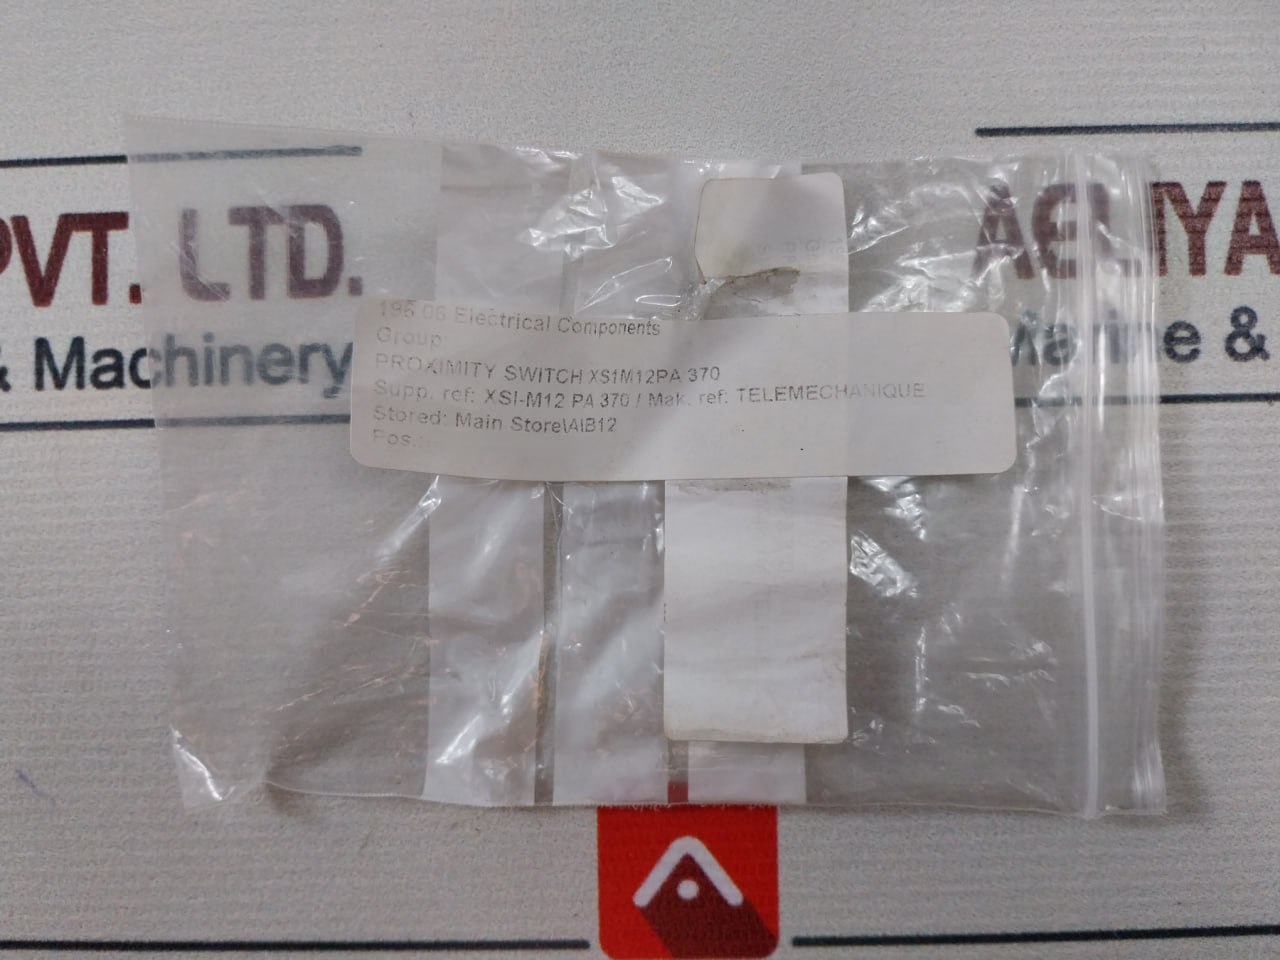 PVT. LTD.
& Machinery
Marine &
195 06 Electrical Components
Group:
PROXIMITY SWITCH XS1M12PA 370
Supp. ref: XSI-M12 PA 370 / Mak. ref: TELEMECHANIQUE
Stored: Main Store\AIB12
Pos.: